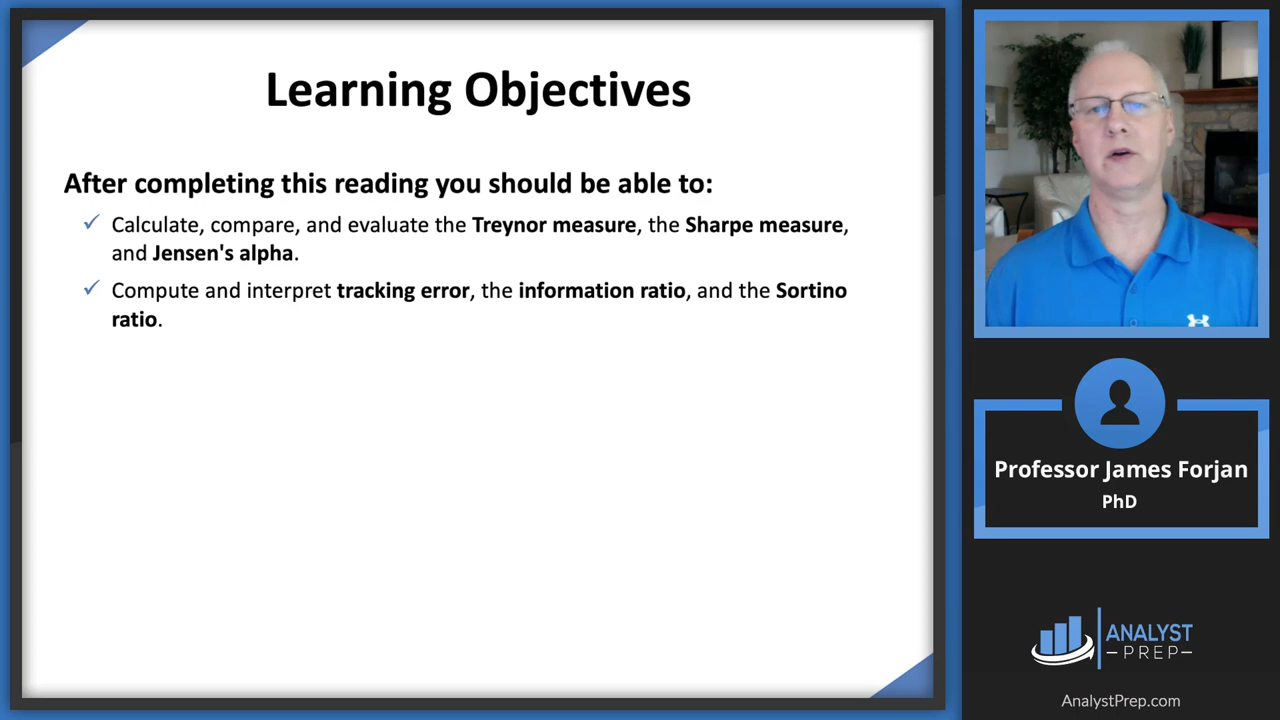 Learning Objectives
After completing this reading you should be able to:
Calculate, compare, and evaluate the Treynor measure, the Sharpe measure,
and Jensen's alpha.
Compute and interpret tracking error, the information ratio, and the Sortino
ratio.
Professor James Forjan
PhD
ANALYST
PREP
AnalystPrep.com